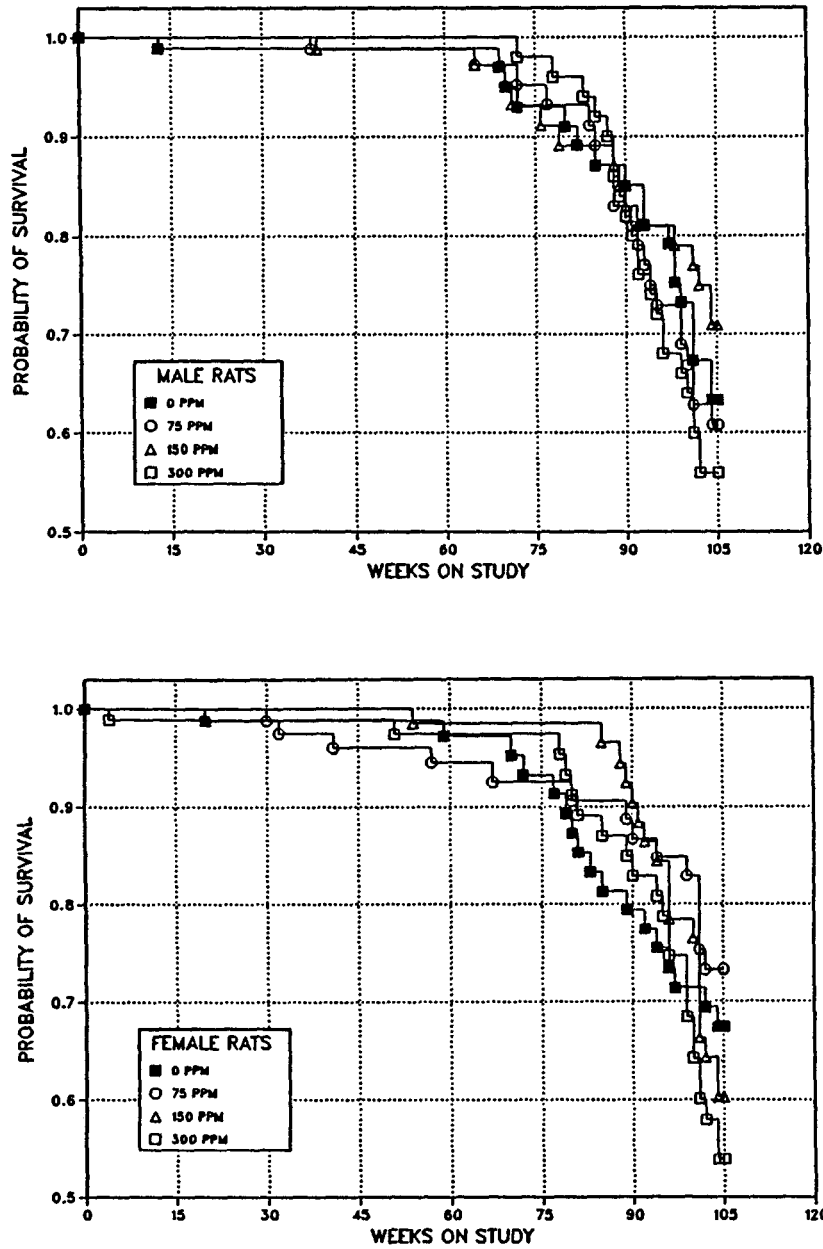 1.0
0.9
0.8
0.7
0.6
0.5
PROBABILITY OF SURVIVAL
MALE RATS
0 PPM
75 PPM
150 PPM
300 PPM
0 15 30 45 60 75 90 105 120
WEEKS ON STUDY
1.0
0.9
0.8
0.7
0.6
0.5
PROBABILITY OF SURVIVAL
FEMALE RATS
0 PPM
75 PPM
150 PPM
300 PPM
0 15 30 45 60 75 90 105 120
WEEKS ON STUDY